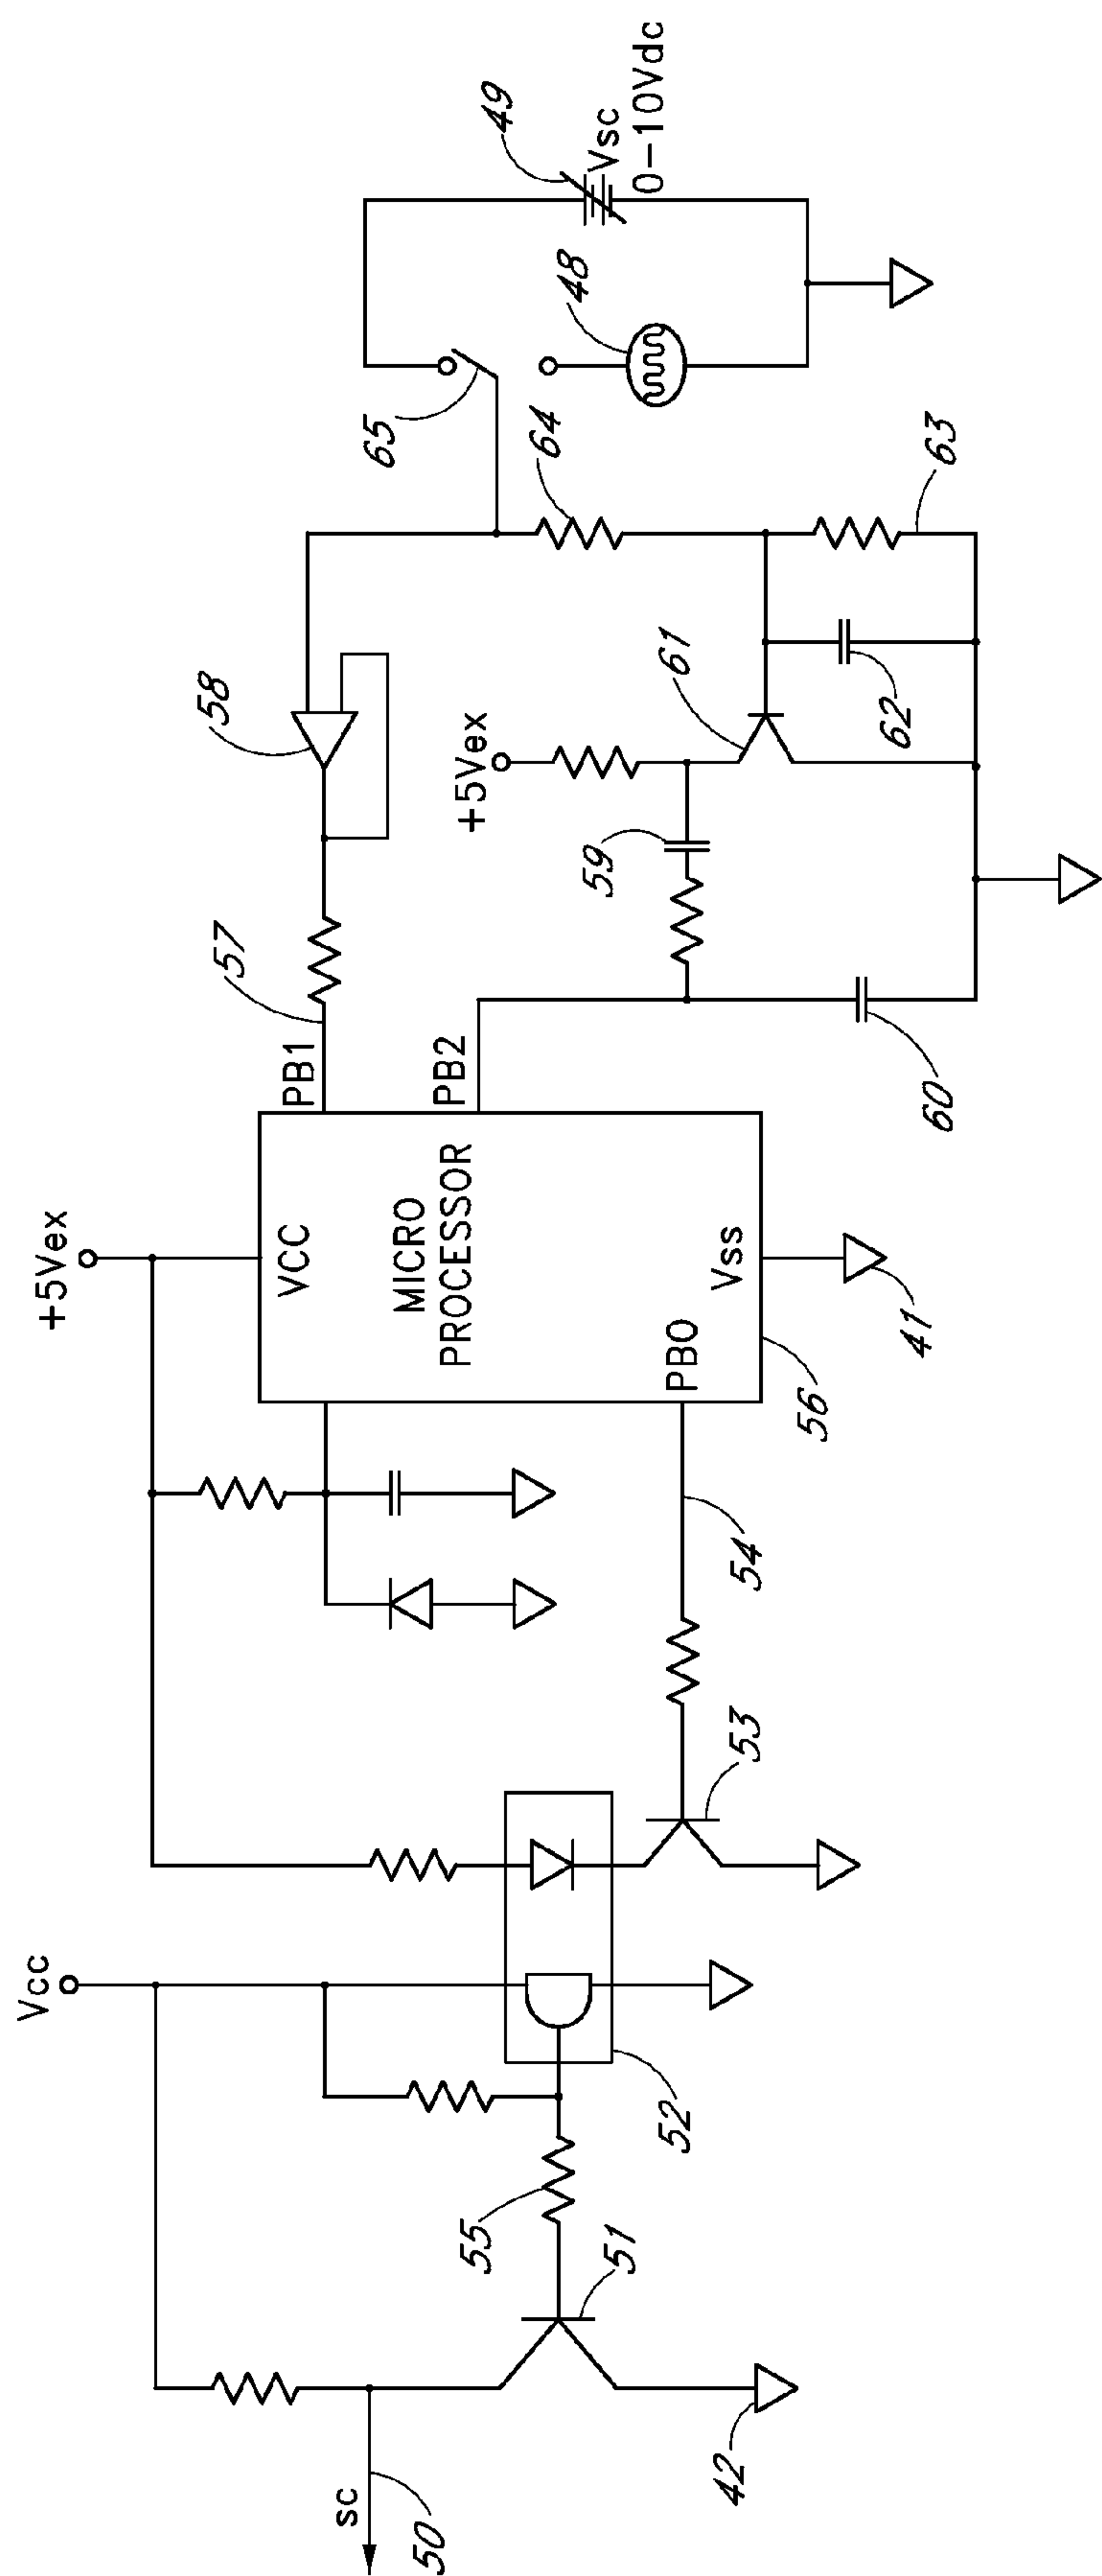 Vcc
+5Vex
VCC
MICRO
PROCESSOR
Vss
PB0
PB1
PB2
+5Vex
Vsc
0-10Vdc
sc
50
42
51
55
52
53
54
56
41
57
58
59
60
61
62
63
64
65
48
49